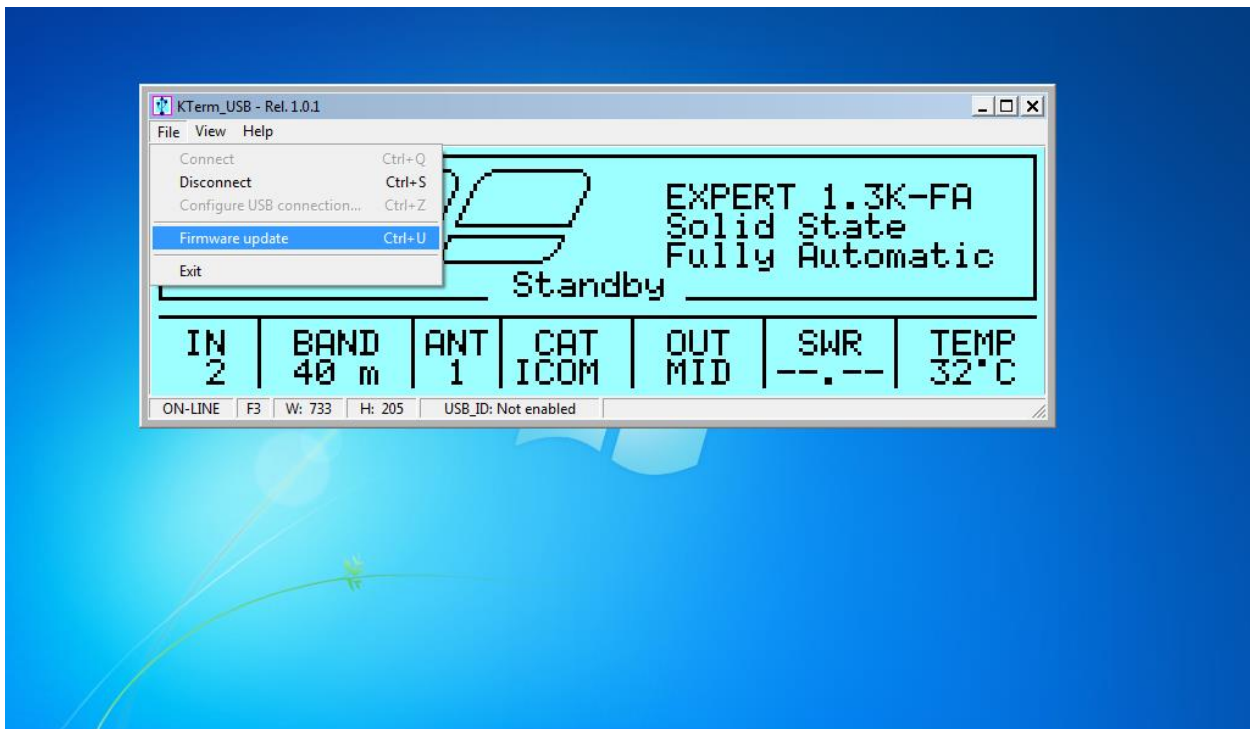 KTerm_USB - Rel. 1.0.1
File View Help
Connect Ctrl+Q
Disconnect Ctrl+S
Configure USB connection... Ctrl+Z
Firmware update Ctrl+U
Exit
EXPERT 1.3K-FA
Solid State
Fully Automatic
Standby
IN BAND ANT CAT OUT SWR TEMP
2 40 m 1 ICOM MID --.-- 32°C
ON-LINE F3 W: 733 H: 205 USB_ID: Not enabled